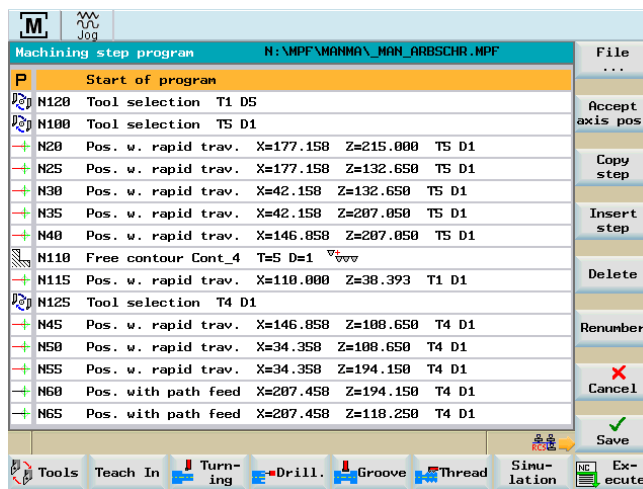 M
Jog
Machining step program N:\MPF\MANMA\_MAN_ARBSCHR.MPF
P Start of program
N120 Tool selection T1 D5
N100 Tool selection T5 D1
N20 Pos. w. rapid trav. X=177.158 Z=215.000 T5 D1
N25 Pos. w. rapid trav. X=177.158 Z=132.650 T5 D1
N30 Pos. w. rapid trav. X=42.158 Z=132.650 T5 D1
N35 Pos. w. rapid trav. X=42.158 Z=207.050 T5 D1
N40 Pos. w. rapid trav. X=146.858 Z=207.050 T5 D1
N110 Free contour Cont_4 T=5 D=1
N115 Pos. w. rapid trav. X=110.000 Z=38.393 T1 D1
N125 Tool selection T4 D1
N45 Pos. w. rapid trav. X=146.858 Z=108.650 T4 D1
N50 Pos. w. rapid trav. X=34.358 Z=108.650 T4 D1
N55 Pos. w. rapid trav. X=34.358 Z=194.150 T4 D1
N60 Pos. with path feed X=207.458 Z=194.150 T4 D1
N65 Pos. with path feed X=207.458 Z=118.250 T4 D1
RCS
File
...
Accept
axis pos
Copy
step
Insert
step
Delete
Renumber
Cancel
Save
Tools
Teach In
Turn-
ing
Drill.
Groove
Thread
Simu-
lation
NC Ex-
ecute